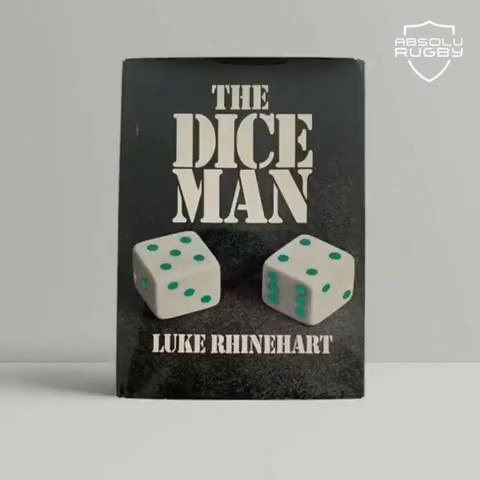 ABSOLU
RUGBY
THE
DICE
MAN
LUKE RHINEHART